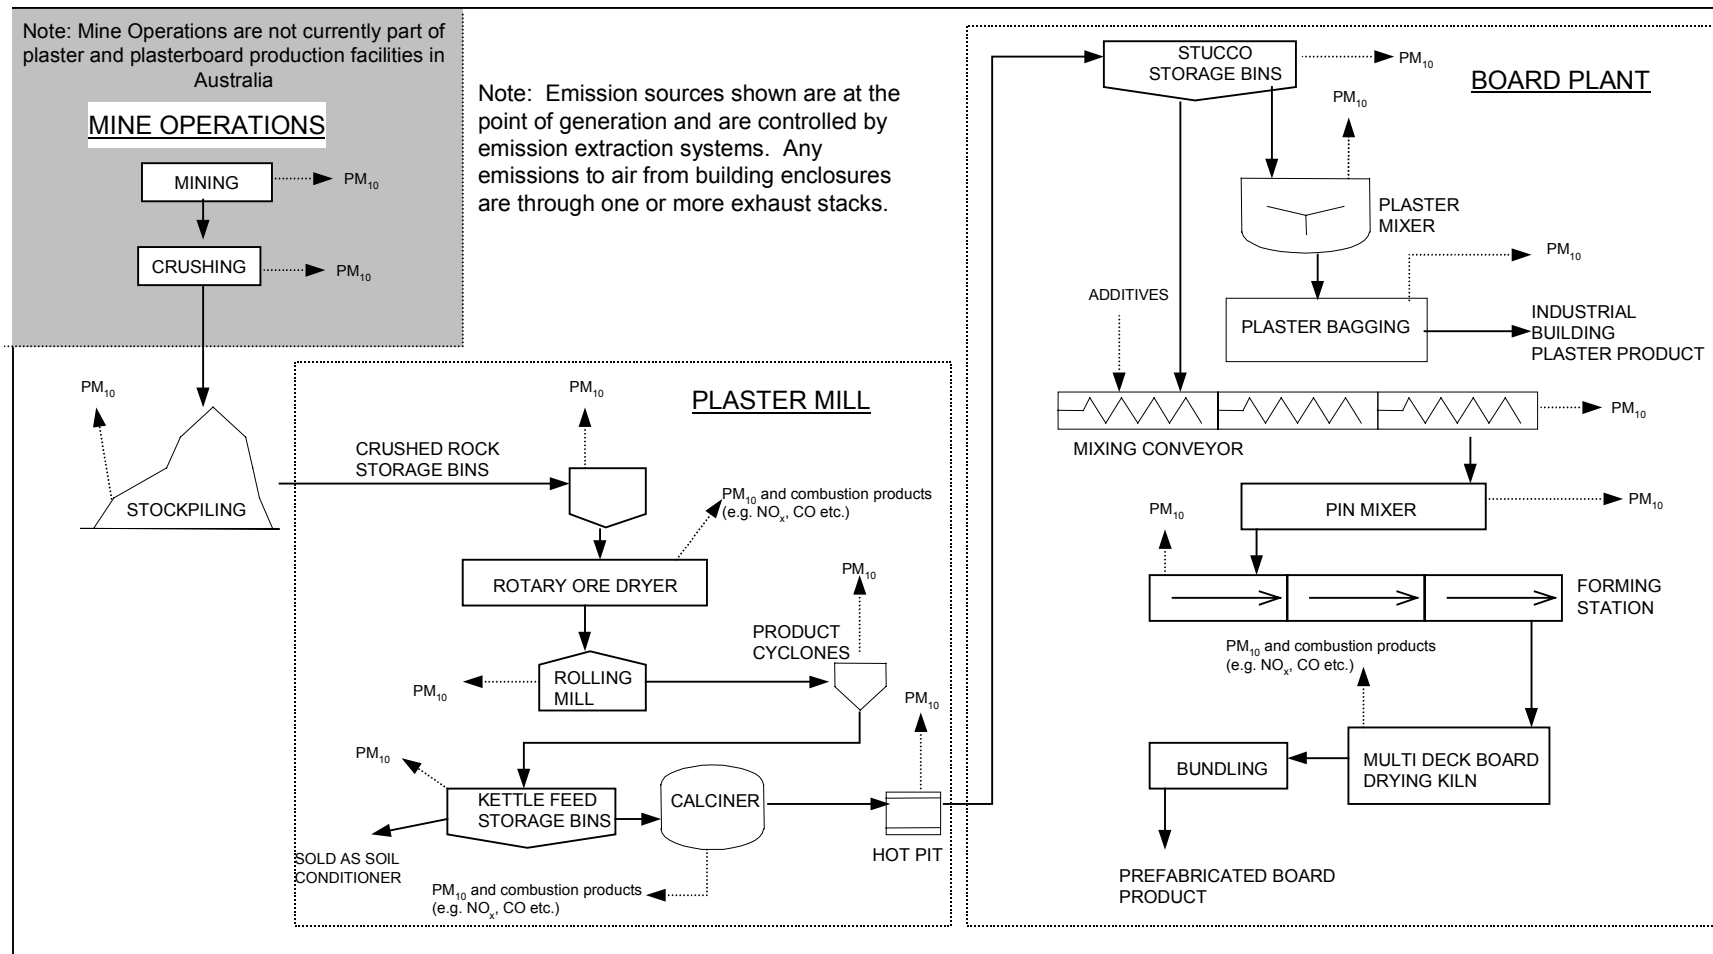 Note: Mine Operations are not currently part of
plaster and plasterboard production facilities in
Australia
MINE OPERATIONS
MINING
PM10
CRUSHING
PM10
Note: Emission sources shown are at the
point of generation and are controlled by
emission extraction systems. Any
emissions to air from building enclosures
are through one or more exhaust stacks.
PM10
STOCKPILING
PLASTER MILL
PM10
CRUSHED ROCK
STORAGE BINS
PM10 and combustion products
(e.g. NOx, CO etc.)
ROTARY ORE DRYER
PM10
PRODUCT
CYCLONES
ROLLING
MILL
PM10
PM10
PM10
KETTLE FEED
STORAGE BINS
CALCINER
HOT PIT
SOLD AS SOIL
CONDITIONER
PM10 and combustion products
(e.g. NOx, CO etc.)
BOARD PLANT
STUCCO
STORAGE BINS
PM10
PM10
PLASTER
MIXER
PM10
ADDITIVES
PLASTER BAGGING
INDUSTRIAL
BUILDING
PLASTER PRODUCT
PM10
MIXING CONVEYOR
PIN MIXER
PM10
PM10
FORMING
STATION
PM10 and combustion products
(e.g. NOx, CO etc.)
MULTI DECK BOARD
DRYING KILN
BUNDLING
PREFABRICATED BOARD
PRODUCT